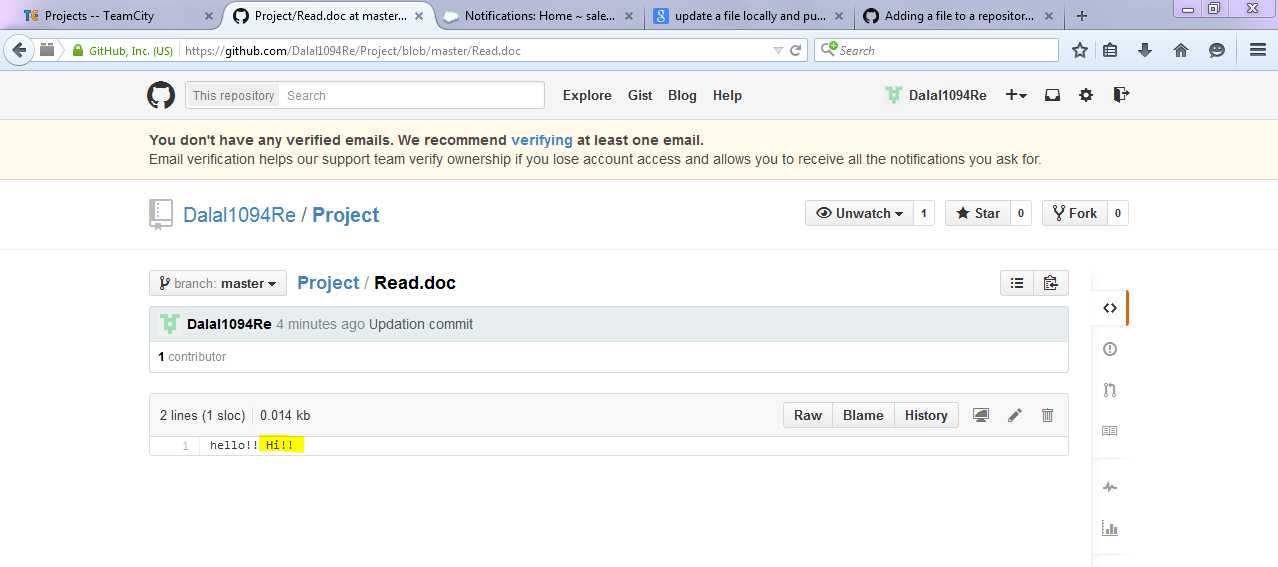 Projects -- TeamCity
Project/Read.doc at master...
Notifications: Home ~ sale...
update a file locally and pu...
Adding a file to a repositor...
GitHub, Inc. (US)
https://github.com/Dalal1094Re/Project/blob/master/Read.doc
Search
This repository
Search
Explore
Gist
Blog
Help
Dalal1094Re
You don't have any verified emails. We recommend verifying at least one email.
Email verification helps our support team verify ownership if you lose account access and allows you to receive all the notifications you ask for.
Dalal1094Re / Project
Unwatch
1
Star
0
Fork
0
branch: master
Project / Read.doc
Dalal1094Re 4 minutes ago Updation commit
1 contributor
2 lines (1 sloc)
0.014 kb
Raw
Blame
History
1
hello!! Hi!!